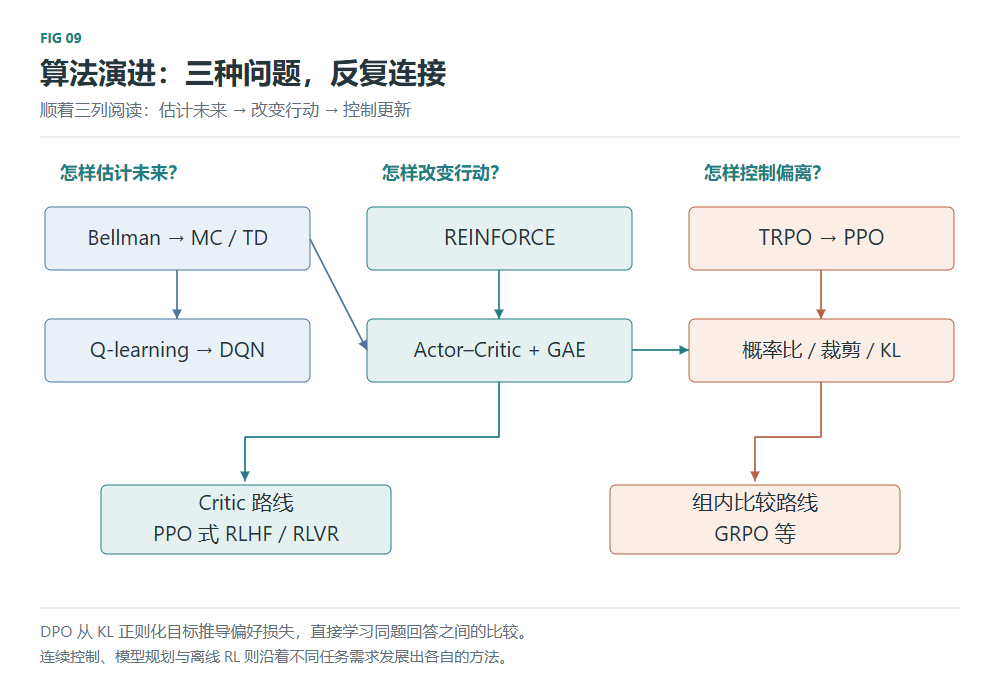 FIG 09
算法演进：三种问题，反复连接
顺着三列阅读：估计未来 → 改变行动 → 控制更新
怎样估计未来？
怎样改变行动？
怎样控制偏离？
Bellman → MC / TD
REINFORCE
TRPO → PPO
Q-learning → DQN
Actor–Critic + GAE
概率比 / 裁剪 / KL
Critic 路线
PPO 式 RLHF / RLVR
组内比较路线
GRPO 等
DPO 从 KL 正则化目标推导偏好损失，直接学习同题回答之间的比较。
连续控制、模型规划与离线 RL 则沿着不同任务需求发展出各自的方法。